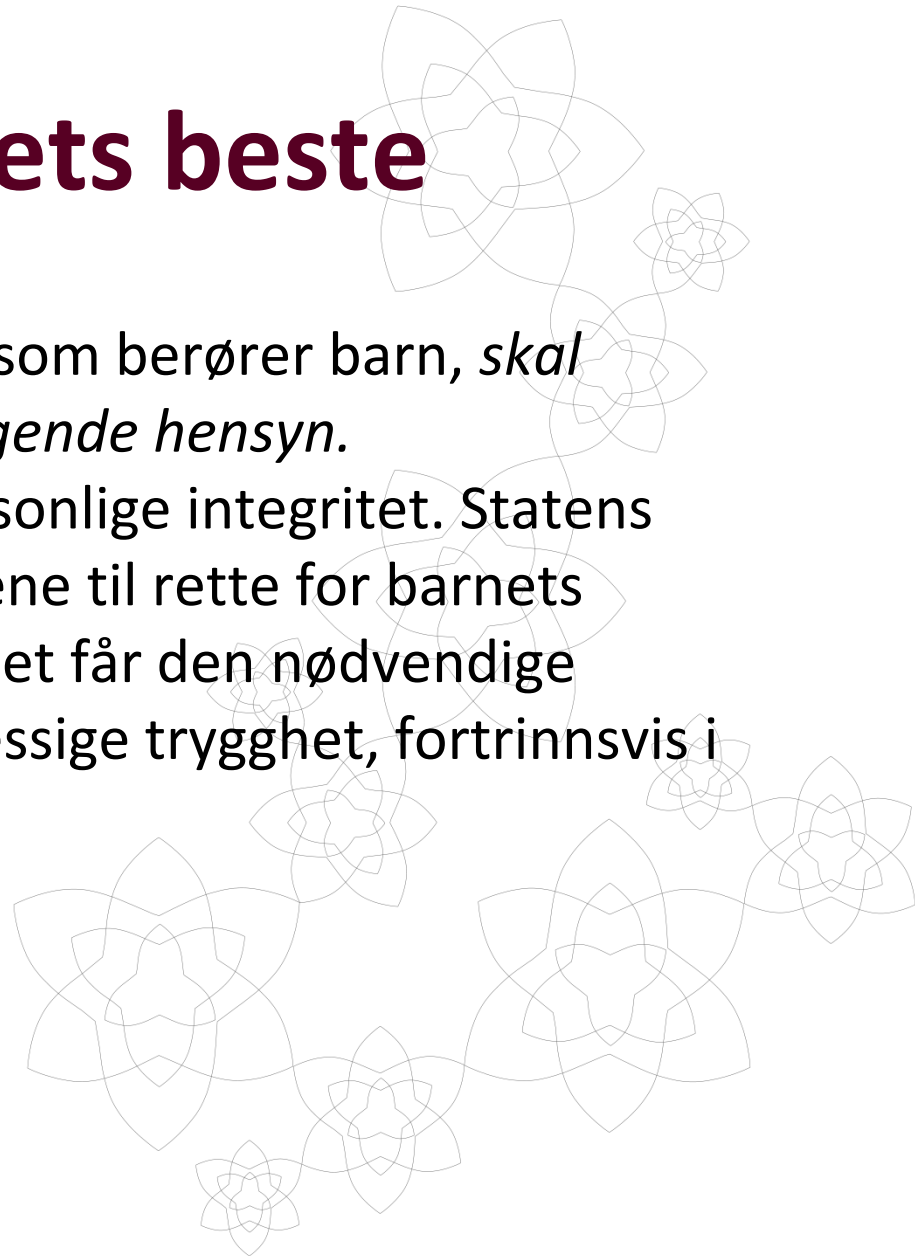 ets beste
som berører barn, skal
gende hensyn.
sonlige integritet. Statens
ene til rette for barnets
et får den nødvendige
ssige trygghet, fortrinnsvis i